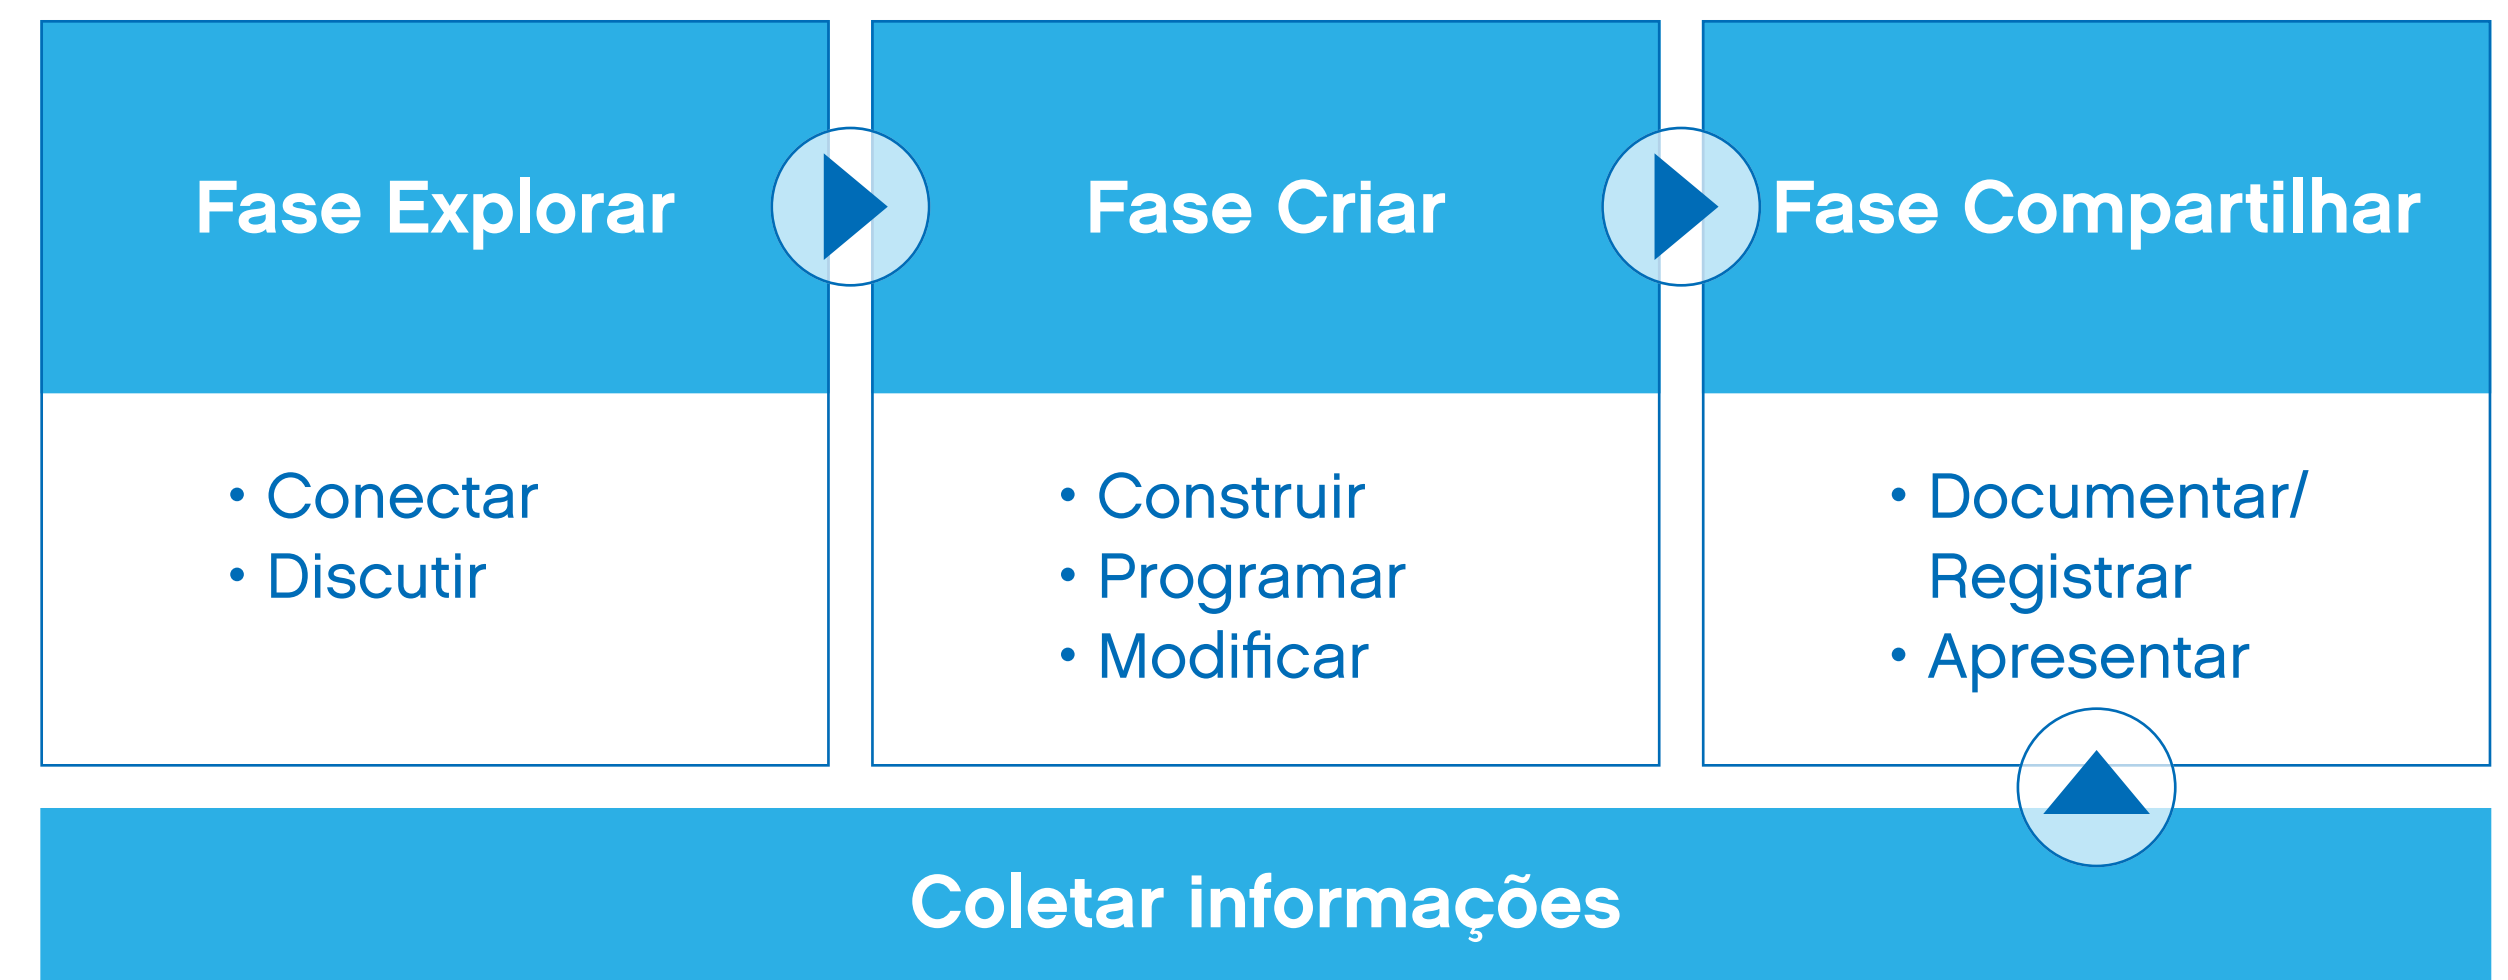 Fase Explorar
• Conectar
• Discutir
Fase Criar
• Construir
• Programar
• Modificar
Fase Compartilhar
• Documentar/
Registrar
• Apresentar
Coletar informações